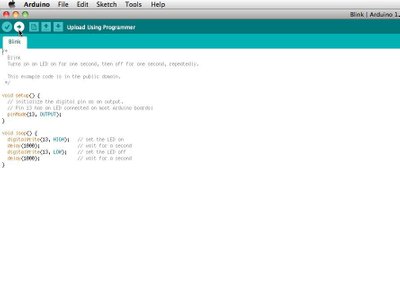 Arduino File Edit Sketch Tools Help
Blink | Arduino 1.
Upload Using Programmer
Blink
/*
Blink
Turns on an LED on for one second, then off for one second, repeatedly.
This example code is in the public domain.
*/
void setup() {
// initialize the digital pin as an output.
// Pin 13 has an LED connected on most Arduino boards:
pinMode(13, OUTPUT);
}
void loop() {
digitalWrite(13, HIGH); // set the LED on
delay(1000); // wait for a second
digitalWrite(13, LOW); // set the LED off
delay(1000); // wait for a second
}